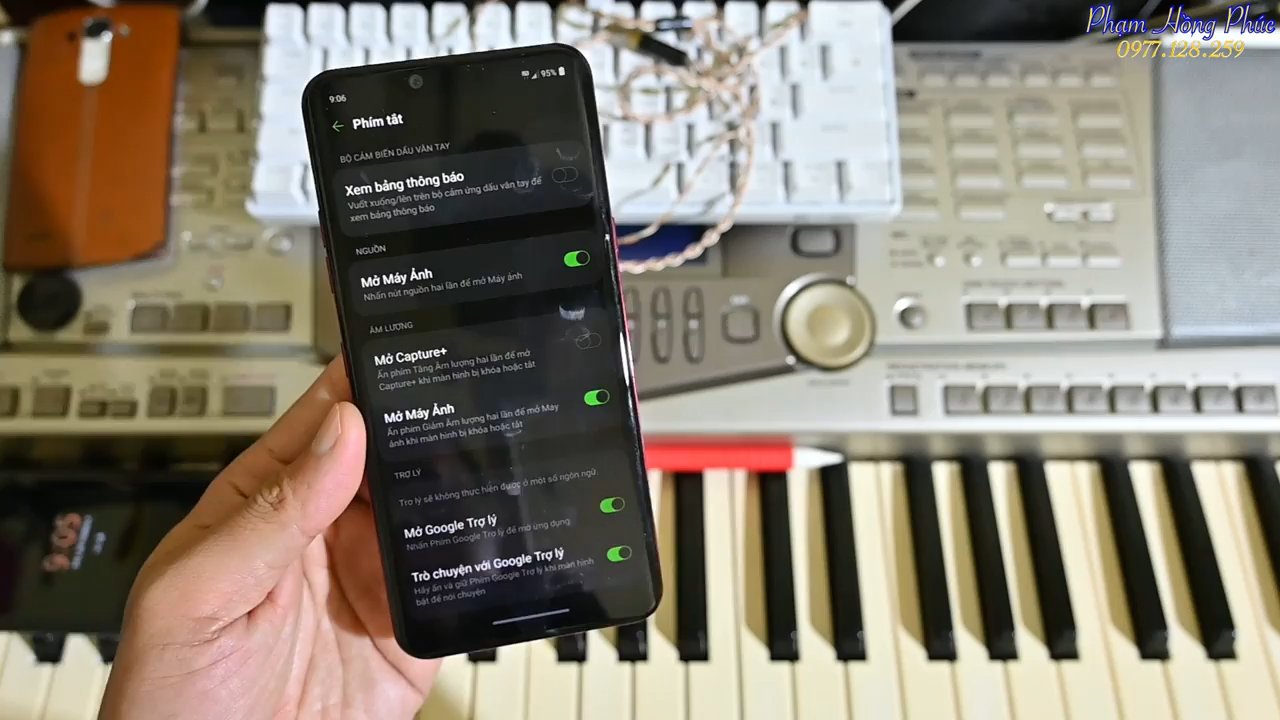 Phạm Hồng Phúc
0977.128.259
9:06
95%
Phím tắt
BỘ CẢM BIẾN DẤU VÂN TAY
Xem bảng thông báo
Vuốt xuống/lên trên bộ cảm ứng dấu vân tay để
xem bảng thông báo
NGUỒN
Mở Máy Ảnh
Nhấn nút nguồn hai lần để mở Máy ảnh
ÂM LƯỢNG
Mở Capture+
Ấn phím Tăng Âm lượng hai lần để mở
Capture+ khi màn hình bị khóa hoặc tắt
Mở Máy Ảnh
Ấn phím Giảm Âm lượng hai lần để mở Máy
ảnh khi màn hình bị khóa hoặc tắt
TRỢ LÝ
Trợ lý sẽ không thực hiện được ở một số ngôn ngữ.
Mở Google Trợ lý
Nhấn Phím Google Trợ lý để mở ứng dụng
Trò chuyện với Google Trợ lý
Hãy ấn và giữ Phím Google Trợ lý khi màn hình
bật để nói chuyện